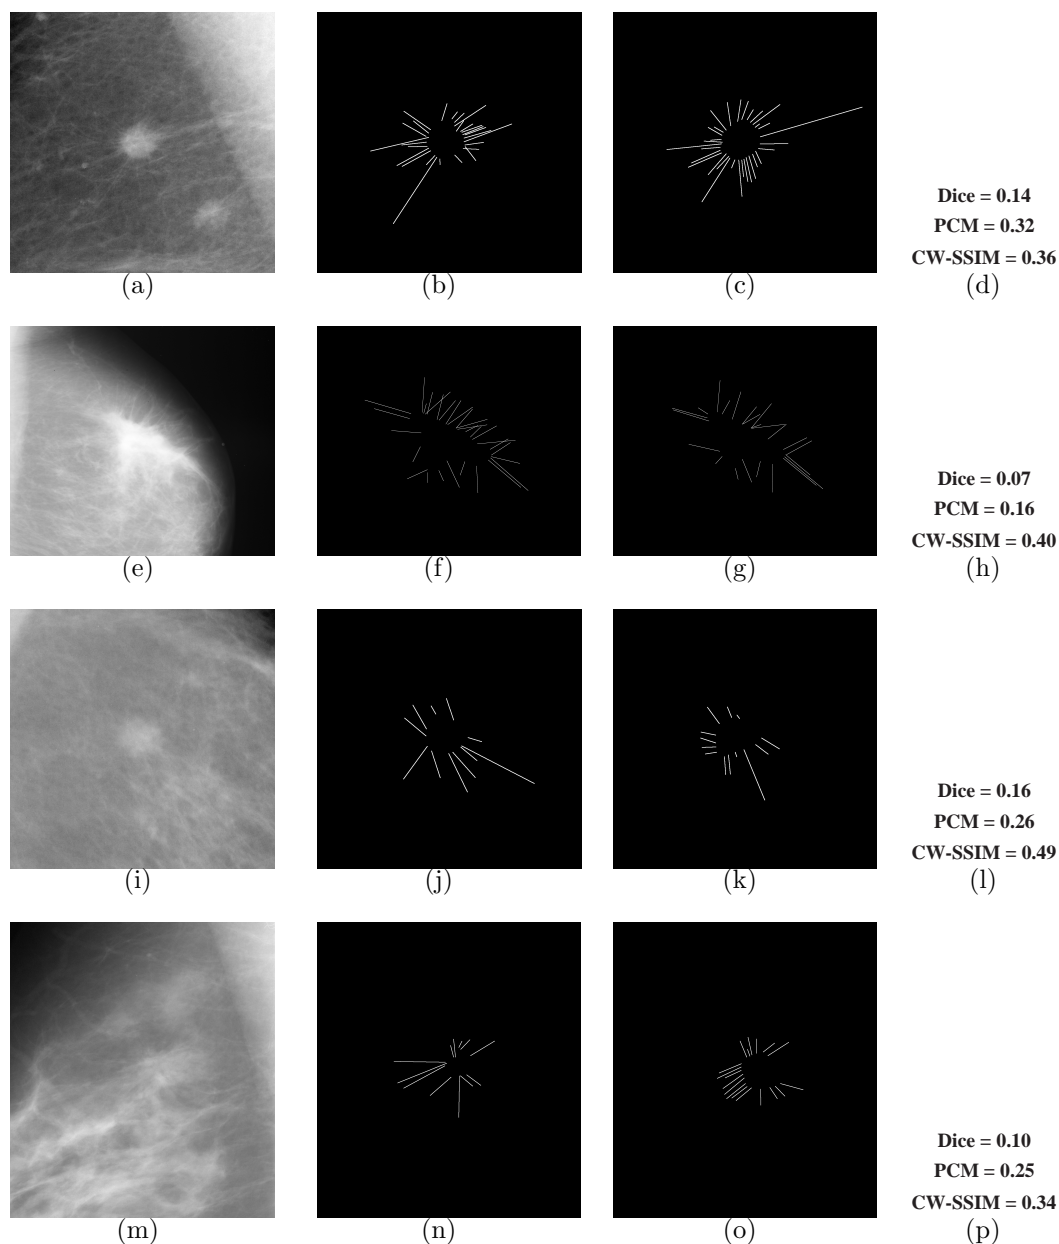 Dice = 0.14
PCM = 0.32
CW-SSIM = 0.36
(a) (b) (c) (d)
Dice = 0.07
PCM = 0.16
CW-SSIM = 0.40
(e) (f) (g) (h)
Dice = 0.16
PCM = 0.26
CW-SSIM = 0.49
(i) (j) (k) (l)
Dice = 0.10
PCM = 0.25
CW-SSIM = 0.34
(m) (n) (o) (p)